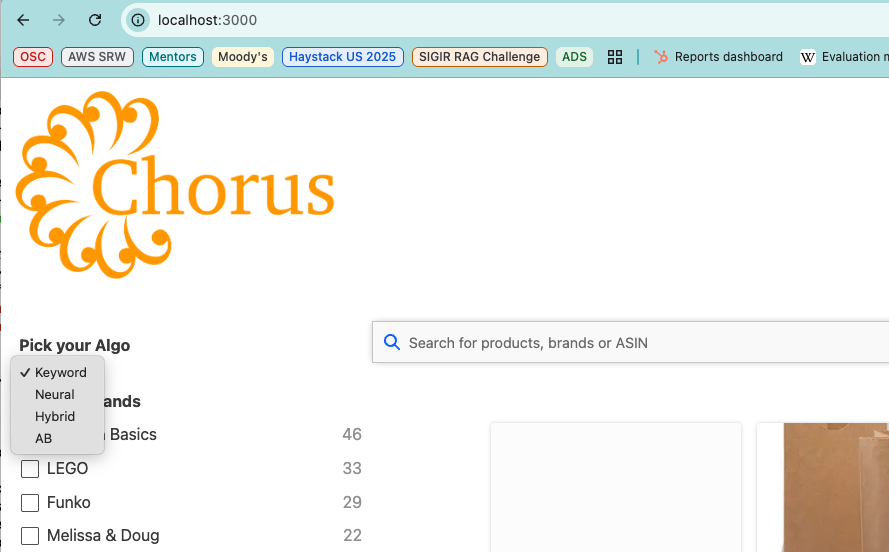 localhost:3000
OSC AWS SRW Mentors Moody's Haystack US 2025 SIGIR RAG Challenge ADS Reports dashboard W Evaluation m
Chorus
Pick your Algo
Search for products, brands or ASIN
✓ Keyword
Neural
Hybrid
AB
ands
Basics 46
LEGO 33
Funko 29
Melissa & Doug 22